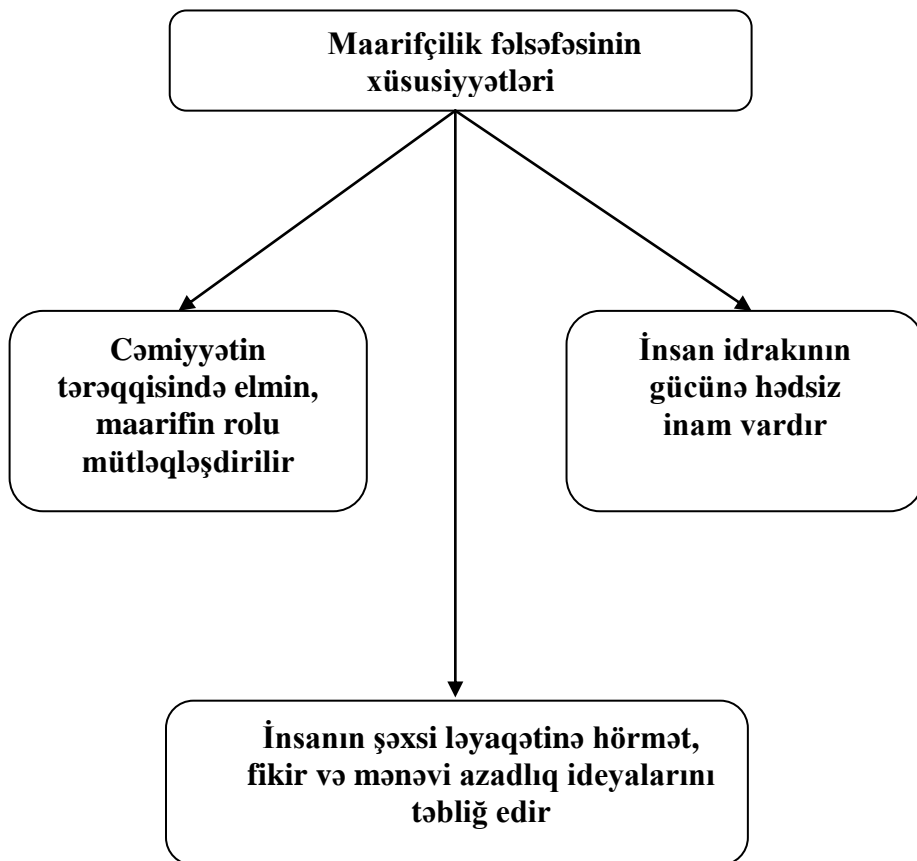 Maarifçilik fəlsəfəsinin
xüsusiyyətləri
Cəmiyyətin
tərəqqisində elmin,
maarifin rolu
mütləqləşdirilir
İnsan idrakının
gücünə hədsiz
inam vardır
İnsanın şəxsi ləyaqətinə hörmət,
fikir və mənəvi azadlıq ideyalarını
təbliğ edir